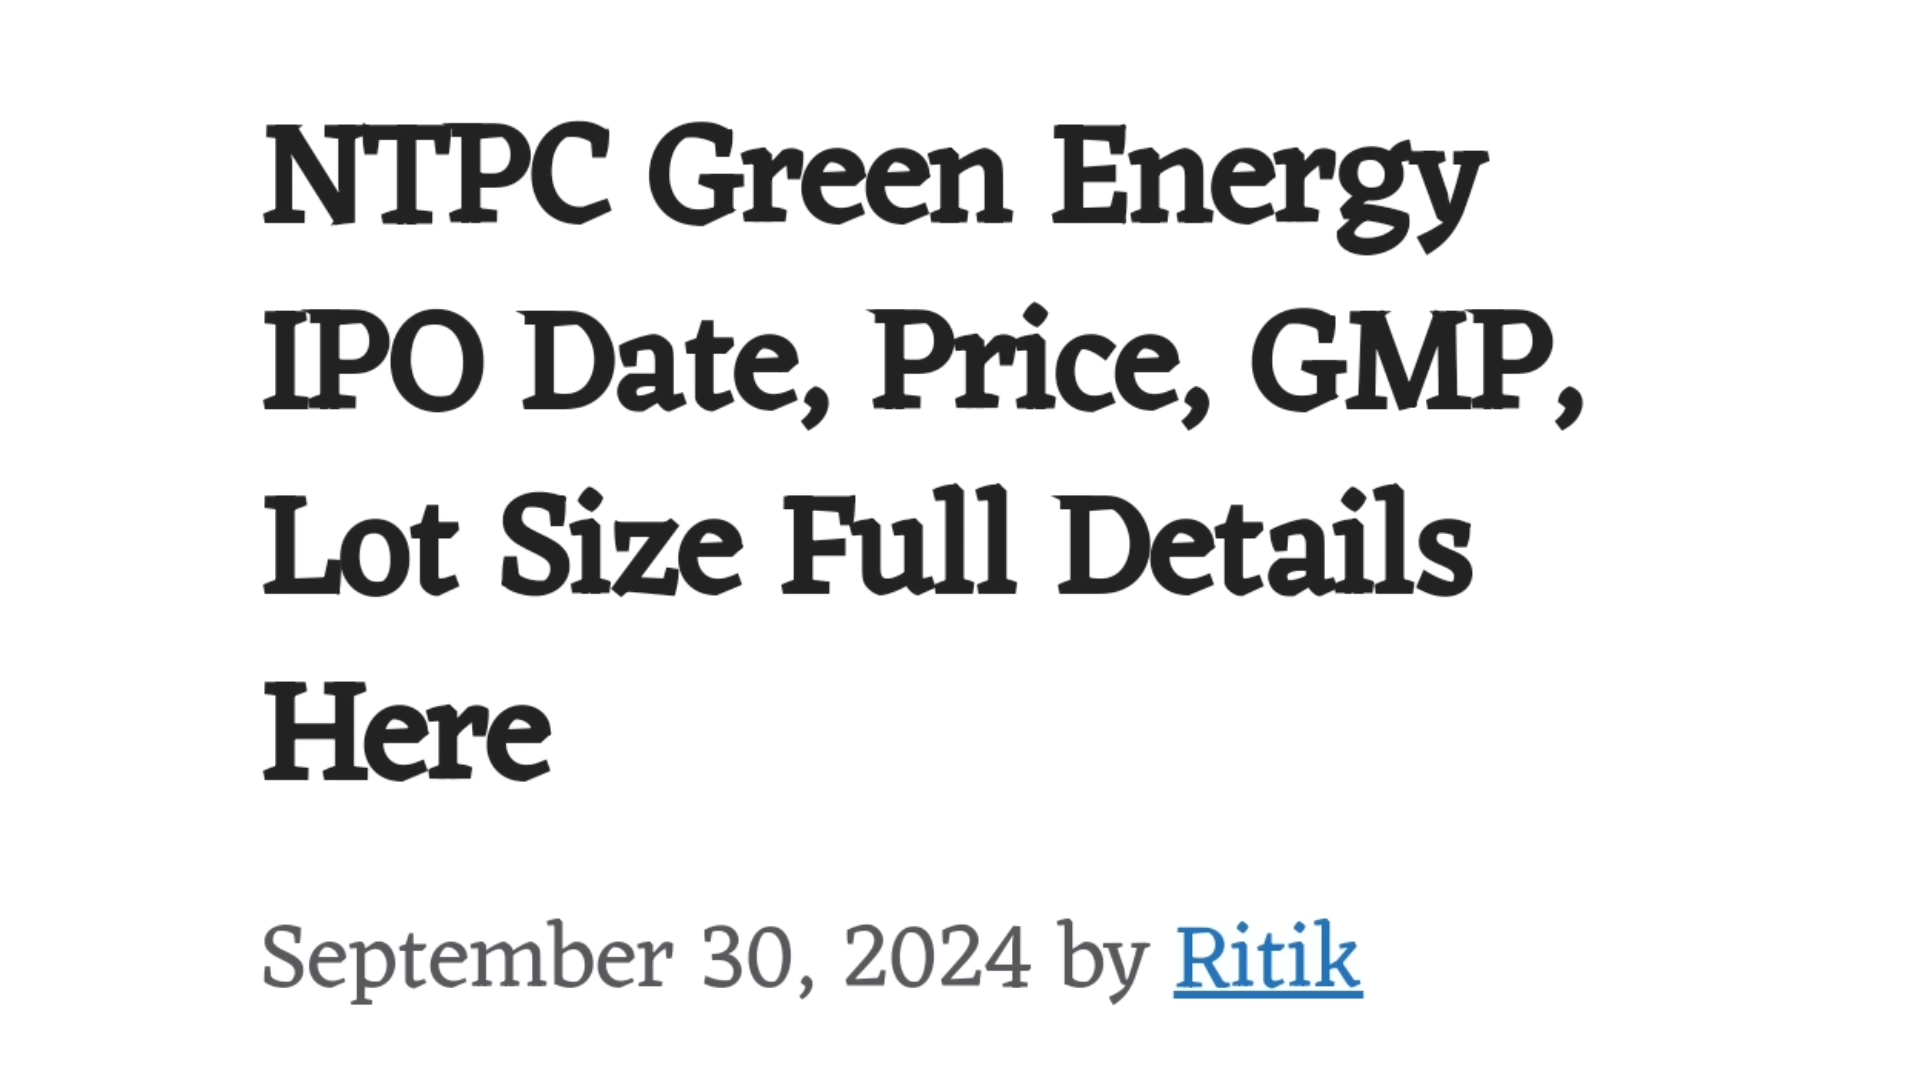 NTPC Green Energy
IPO Date, Price, GMP,
Lot Size Full Details
Here
September 30, 2024 by Ritik